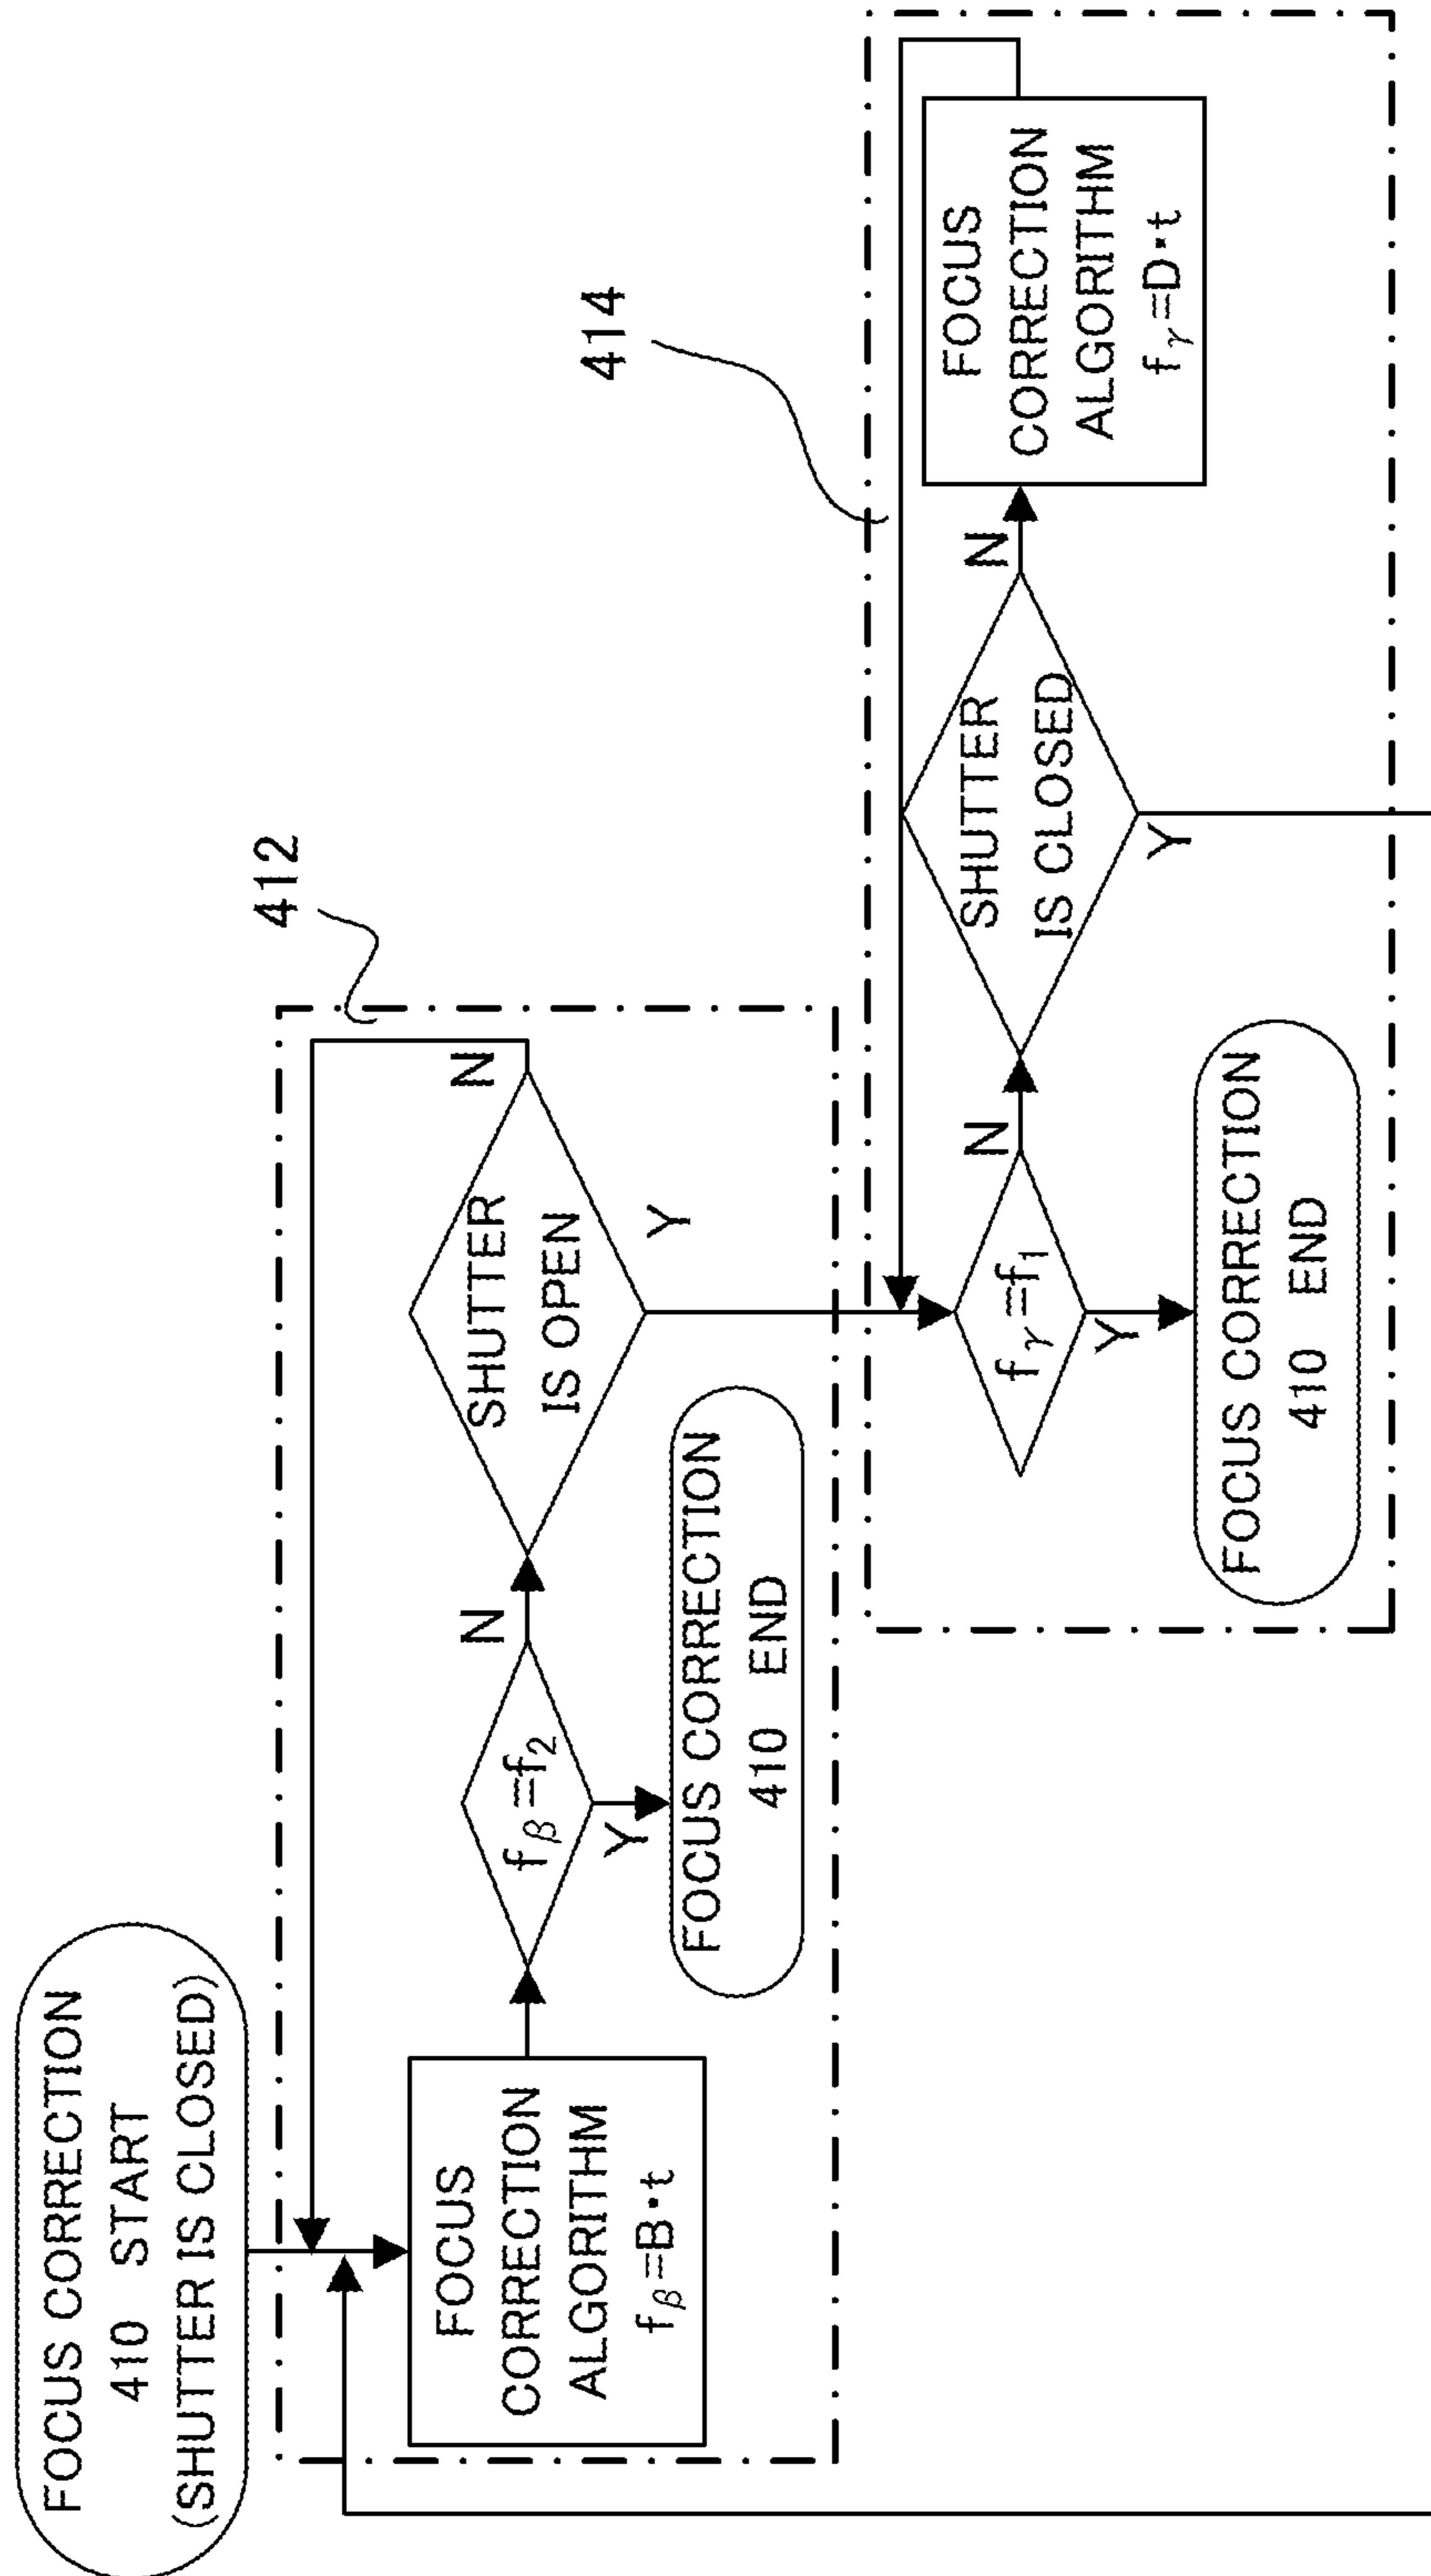 FOCUS CORRECTION
410 START
(SHUTTER IS CLOSED)
412
FOCUS
CORRECTION
ALGORITHM
fβ=B·t
fβ=f2
N
Y
SHUTTER
IS OPEN
N
Y
FOCUS CORRECTION
410 END
414
fγ=f1
N
Y
SHUTTER
IS CLOSED
N
Y
FOCUS
CORRECTION
ALGORITHM
fγ=D·t
FOCUS CORRECTION
410 END